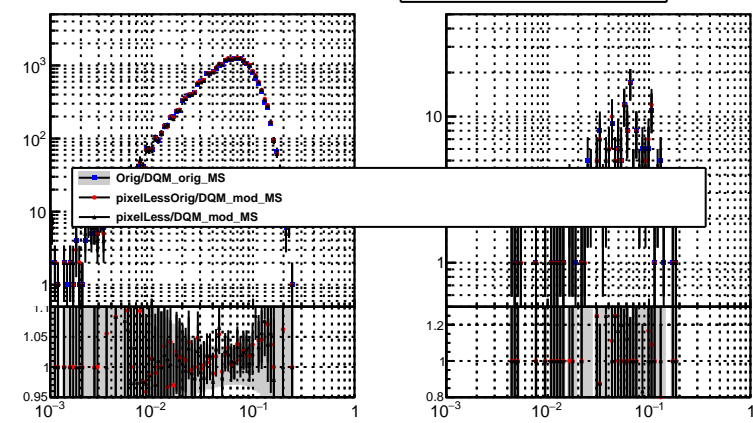 10³
10²
10
1
10
1
Orig/DQM_orig_MS
pixelLessOrig/DQM_mod_MS
pixelLess/DQM_mod_MS
1.1
1.05
1
0.95
1.2
1
0.8
10⁻³ 10⁻² 10⁻¹ 1
10⁻³ 10⁻² 10⁻¹ 1